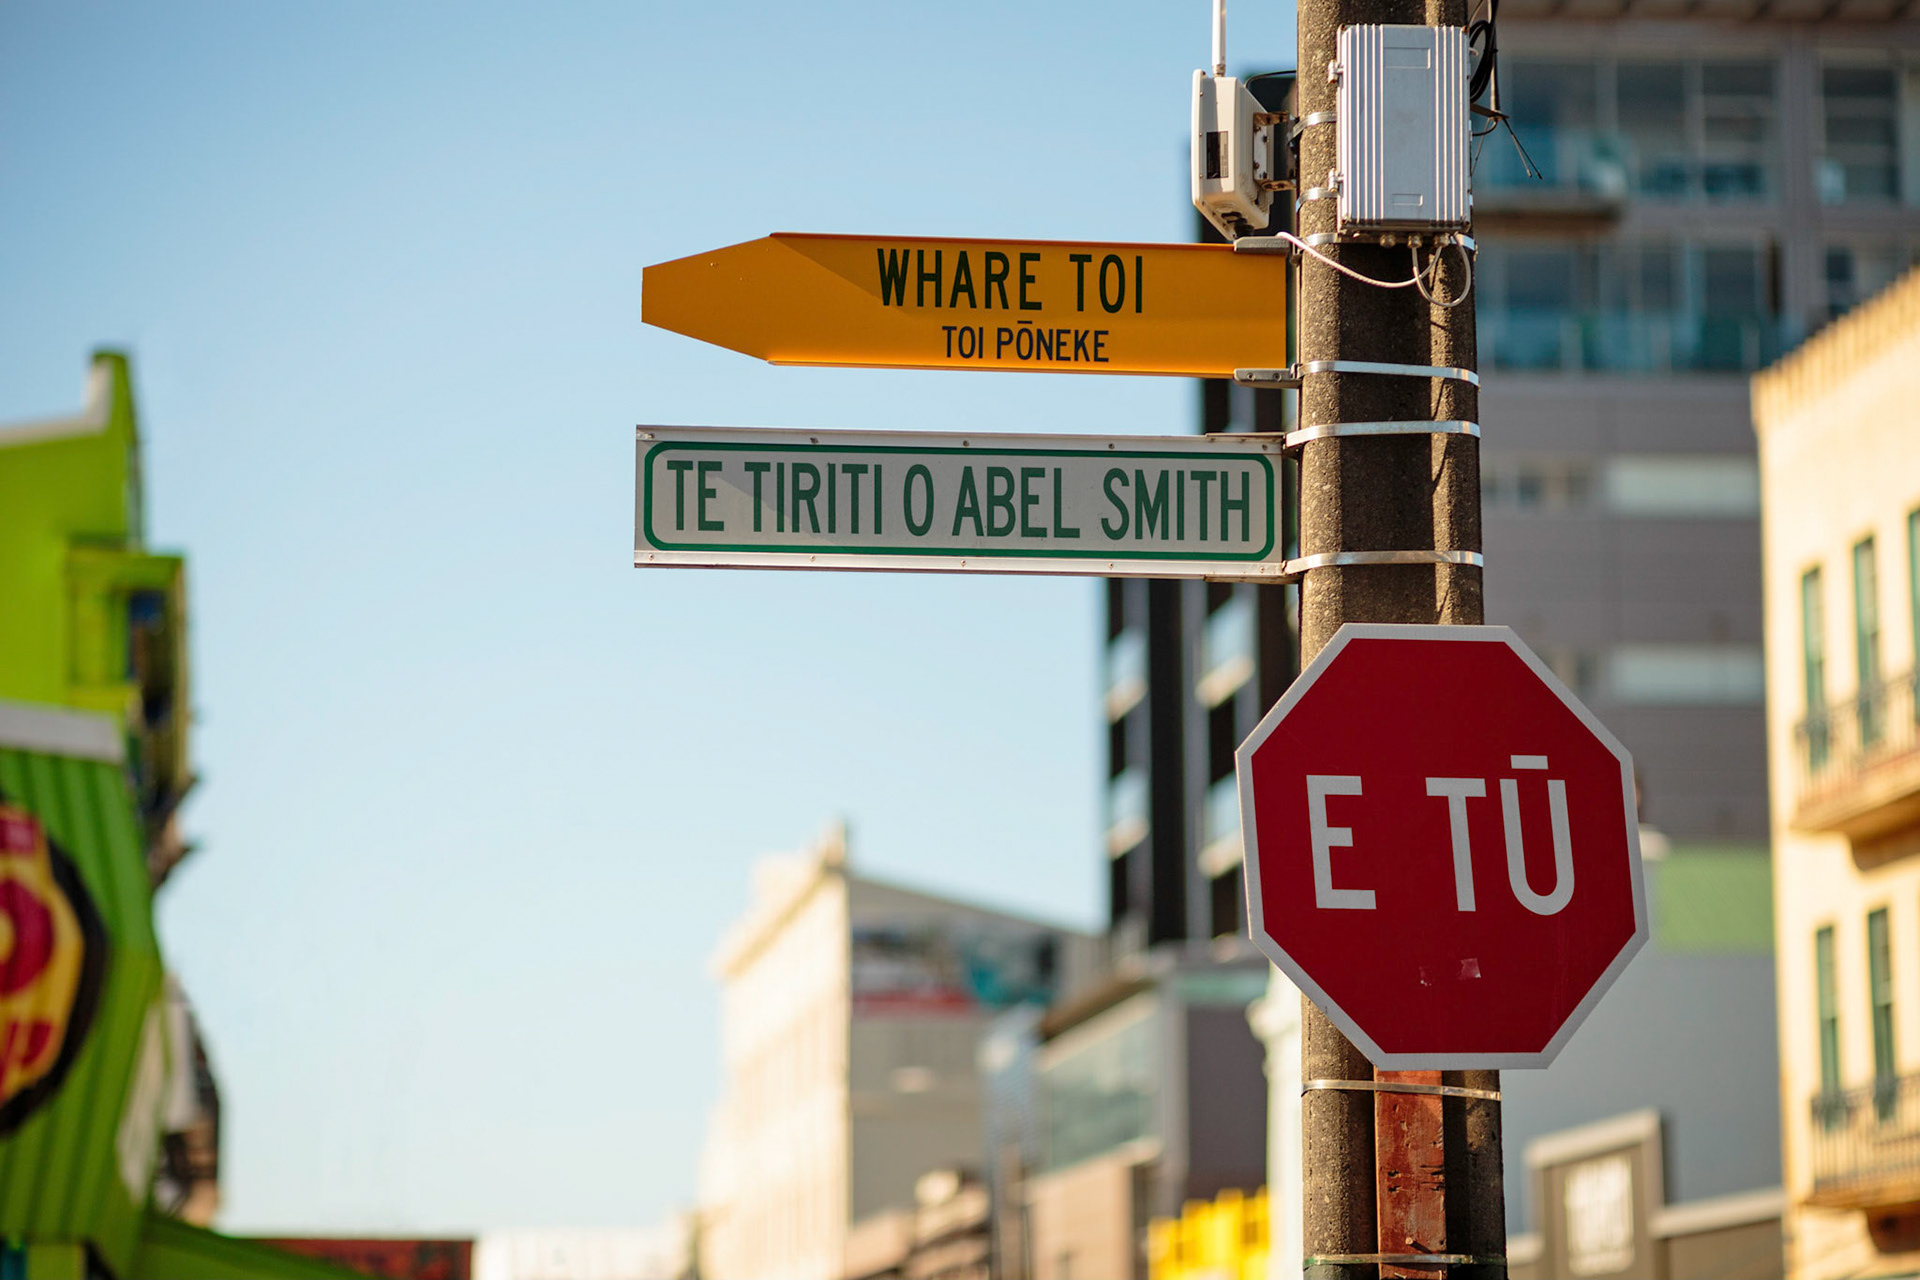 WHARE TOI
TOI PŌNEKE
TE TIRITI O ABEL SMITH
E TŪ